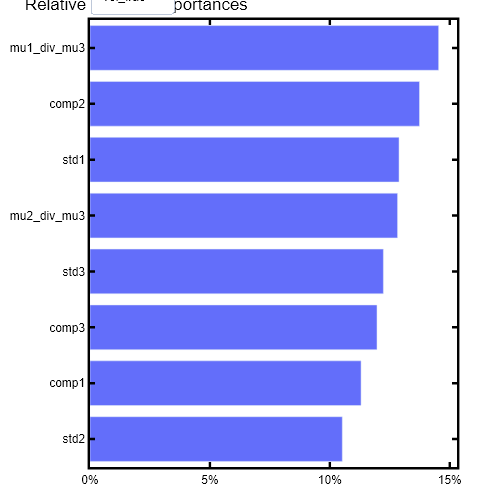 Relative portances
mu1_div_mu3
comp2
std1
mu2_div_mu3
std3
comp3
comp1
std2
0% 5% 10% 15%